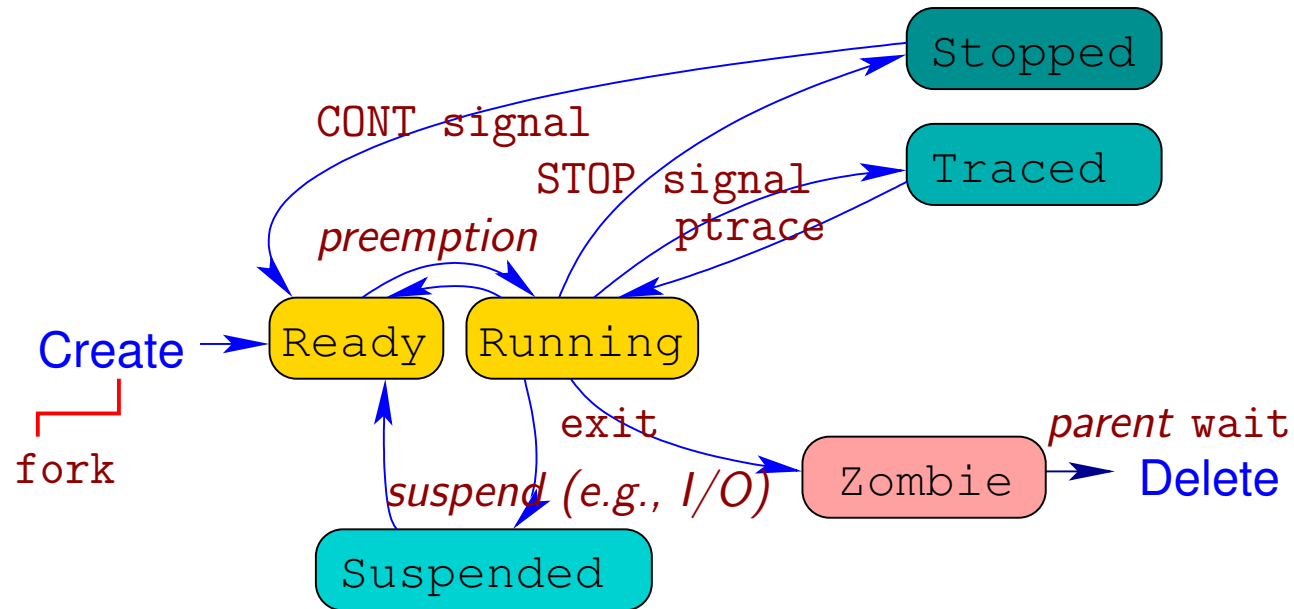 Stopped
CONT signal
Traced
STOP signal
ptrace
preemption
Create
Ready
Running
fork
exit
parent wait
suspend (e.g., I/O)
Zombie
Delete
Suspended